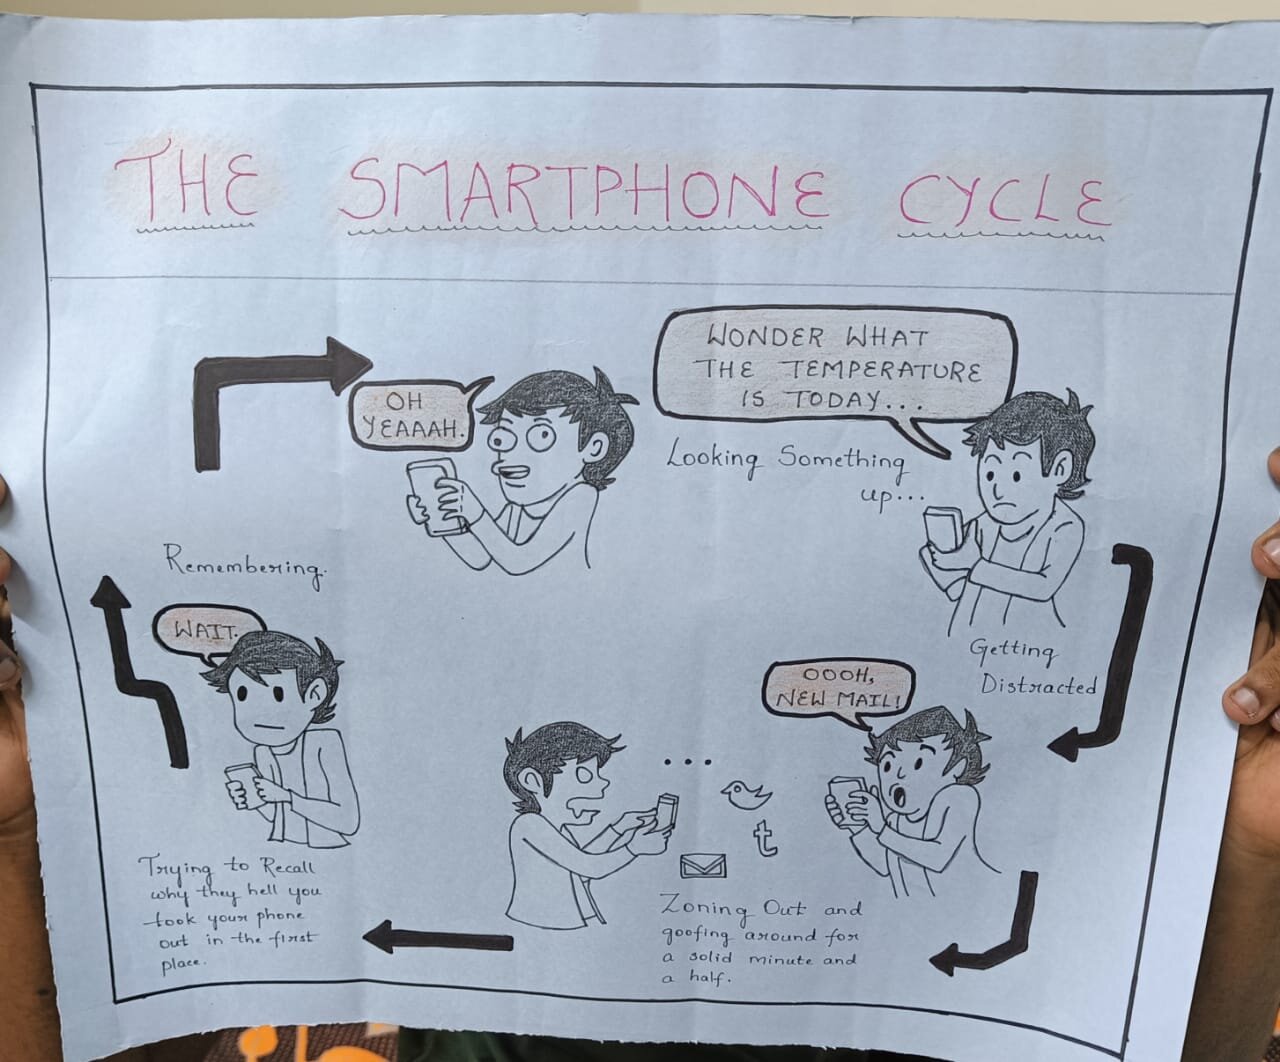 THE SMARTPHONE CYCLE
WONDER WHAT
THE TEMPERATURE
IS TODAY...
Looking Something
up...
Getting
Distracted
OOOH,
NEW MAIL!
...
t
Zoning Out and
goofing around for
a solid minute and
a half.
Trying to Recall
why they hell you
took your phone
out in the first
place.
WAIT.
Remembering.
OH
YEAAAH.